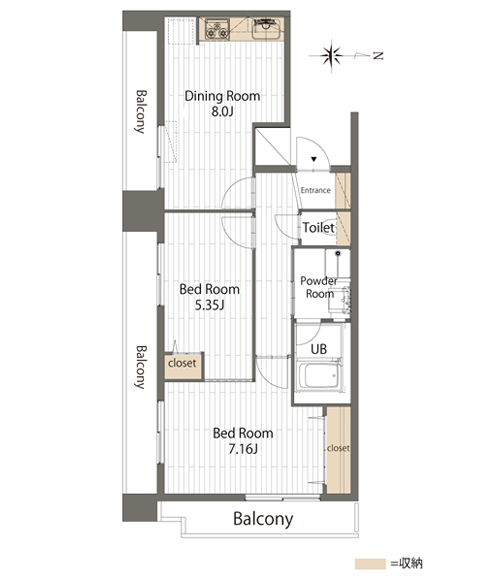 N
Dining Room
8.0J
Balcony
Entrance
Toilet
Bed Room
5.35J
Powder
Room
UB
Balcony
closet
Bed Room
7.16J
closet
Balcony
=収納